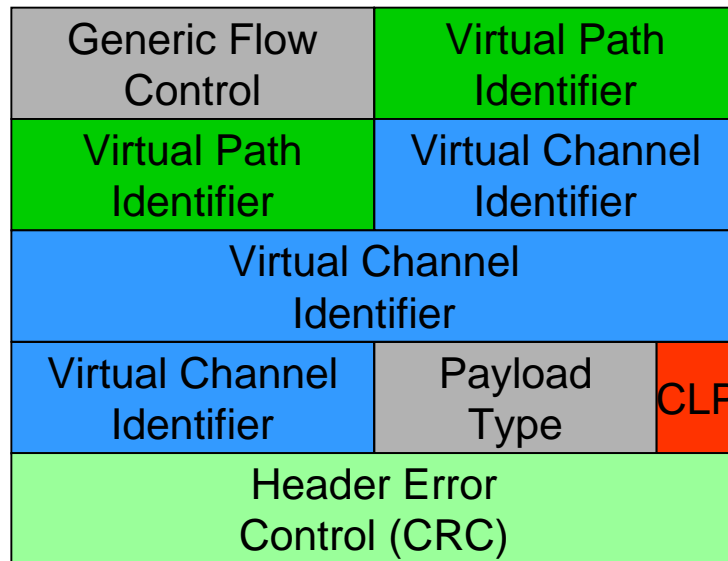 Generic Flow
Control
Virtual Path
Identifier
Virtual Path
Identifier
Virtual Channel
Identifier
Virtual Channel
Identifier
Virtual Channel
Identifier
Payload
Type
CLP
Header Error
Control (CRC)